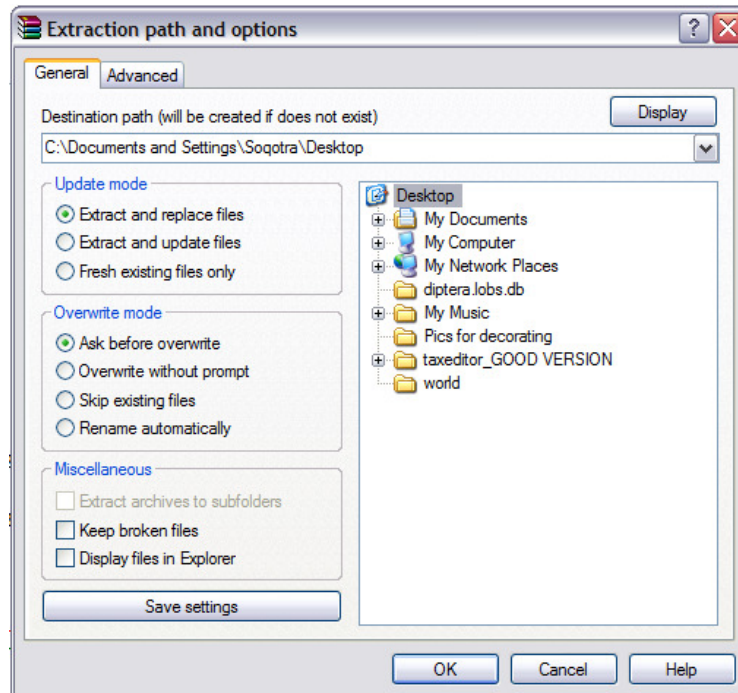 Extraction path and options
General
Advanced
Destination path (will be created if does not exist)
Display
C:\Documents and Settings\Soqotra\Desktop
Update mode
Extract and replace files
Extract and update files
Fresh existing files only
Overwrite mode
Ask before overwrite
Overwrite without prompt
Skip existing files
Rename automatically
Miscellaneous
Extract archives to subfolders
Keep broken files
Display files in Explorer
Save settings
Desktop
My Documents
My Computer
My Network Places
diptera.lobs.db
My Music
Pics for decorating
taxeditor_GOOD VERSION
world
OK
Cancel
Help